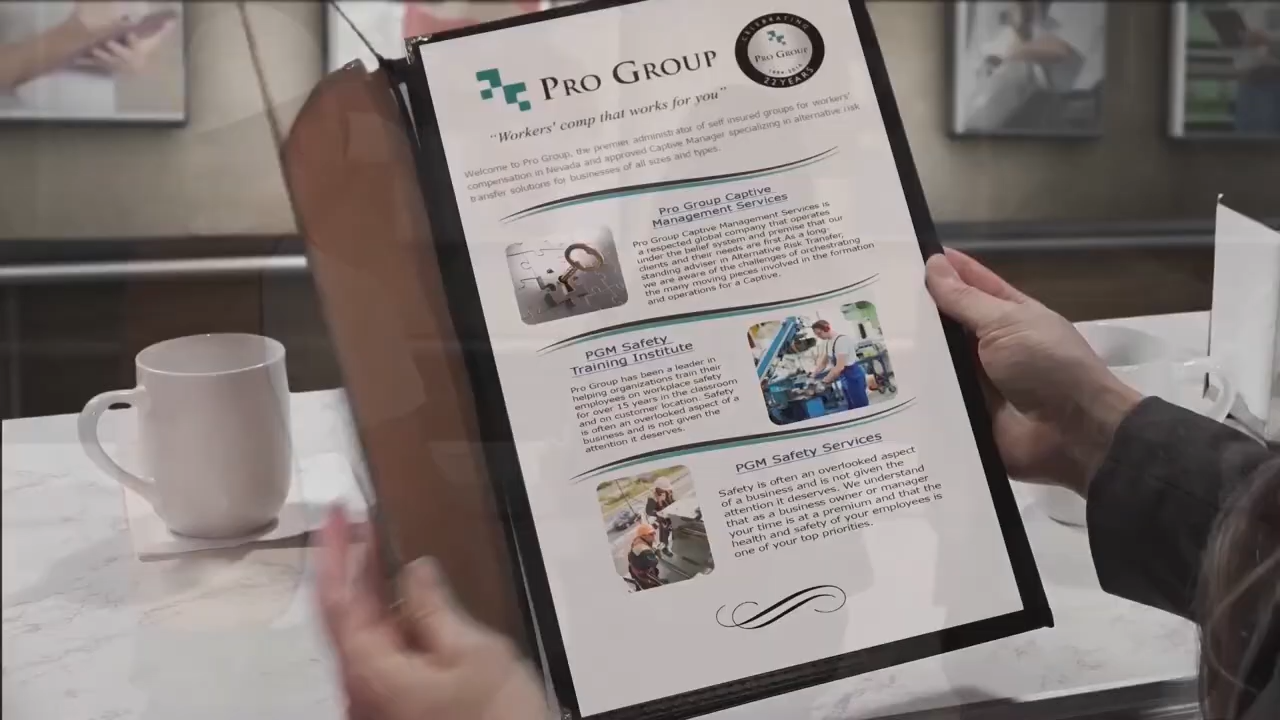 PRO GROUP
CELEBRATING
PRO GROUP
22 YEARS
"Workers' comp that works for you"
Welcome to Pro Group, the premier administrator of self insured groups for workers'
compensation in Nevada and approved Captive Manager specializing in alternative risk
transfer solutions for businesses of all sizes and types.
Pro Group Captive
Management Services
Pro Group Captive Management Services is
a respected global company that operates
under the belief system and premise that our
clients and their needs are first.As a long-
standing adviser in Alternative Risk Transfer,
we are aware of the challenges of orchestrating
the many moving pieces involved in the formation
and operations for a Captive.
PGM Safety
Training Institute
Pro Group has been a leader in
helping organizations train their
employees on workplace safety
for over 15 years in the classroom
and on customer location. Safety
is often an overlooked aspect of a
business and is not given the
attention it deserves.
PGM Safety Services
Safety is often an overlooked aspect
of a business and is not given the
attention it deserves. We understand
that as a business owner or manager
your time is at a premium and that the
health and safety of your employees is
one of your top priorities.